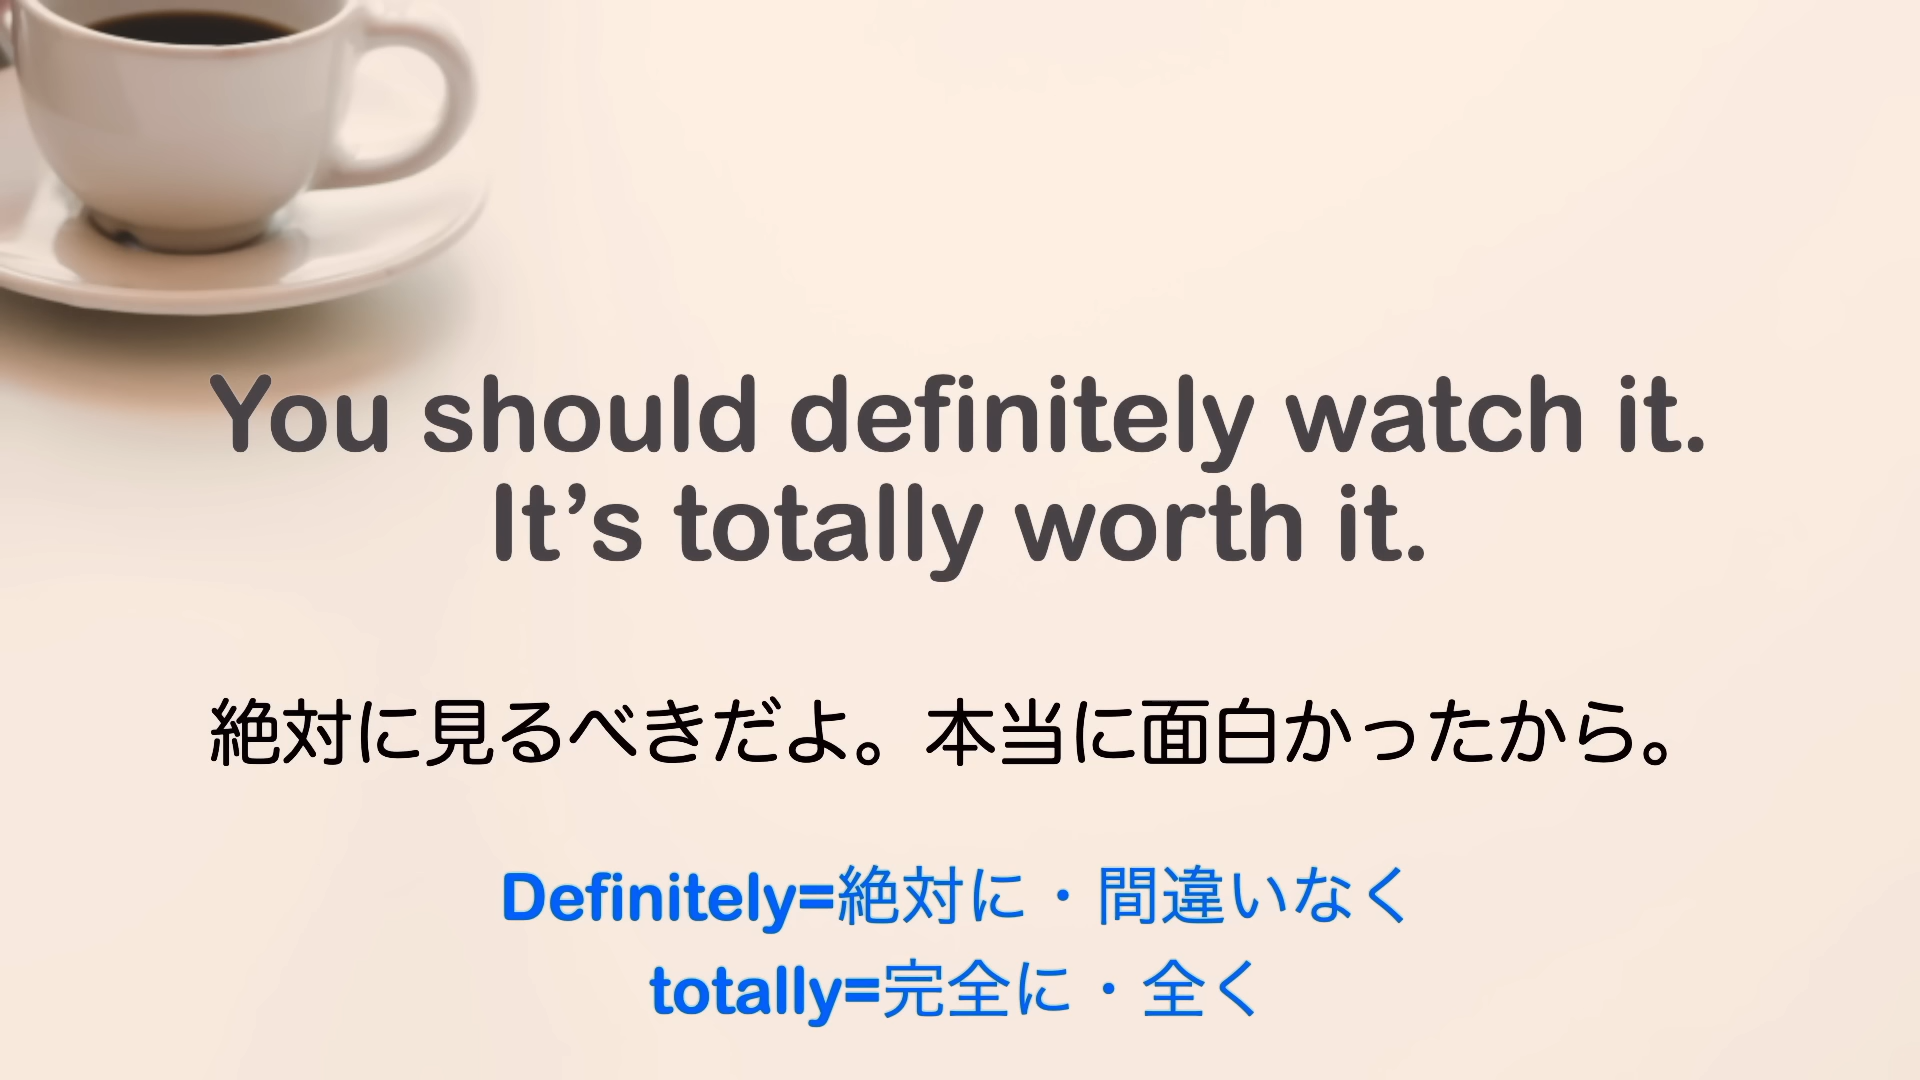 You should definitely watch it.
It’s totally worth it.
絶対に見るべきだよ。本当に面白かったから。
Definitely=絶対に・間違いなく
totally=完全に・全く